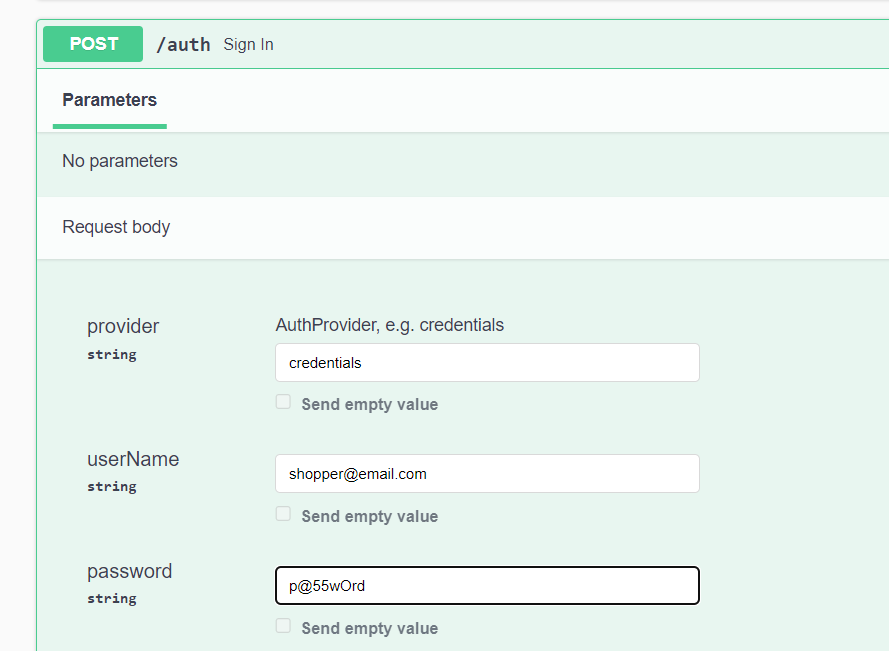 POST /auth Sign In
Parameters
No parameters
Request body
provider
string
AuthProvider, e.g. credentials
credentials
Send empty value
userName
string
shopper@email.com
Send empty value
password
string
p@55wOrd
Send empty value